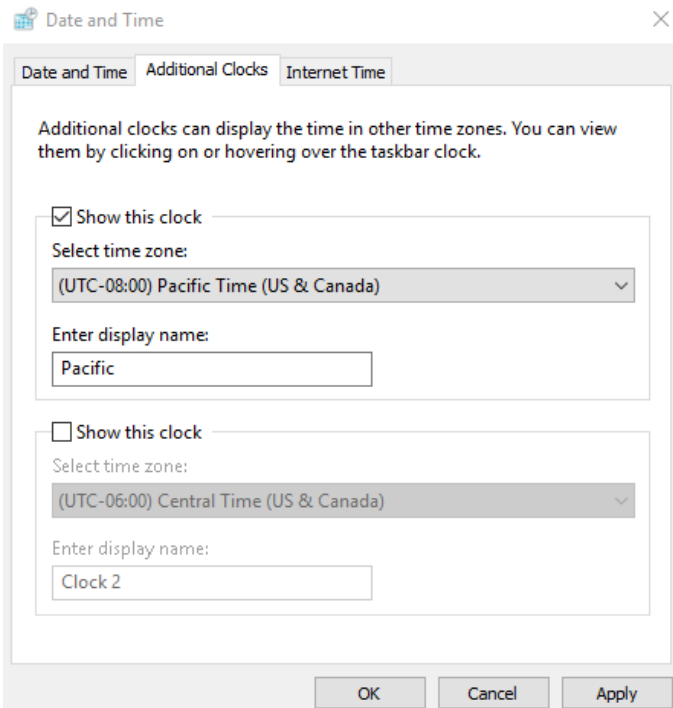 Date and Time
Date and Time Additional Clocks Internet Time
Additional clocks can display the time in other time zones. You can view
them by clicking on or hovering over the taskbar clock.
Show this clock
Select time zone:
(UTC-08:00) Pacific Time (US & Canada)
Enter display name:
Pacific
Show this clock
Select time zone:
(UTC-06:00) Central Time (US & Canada)
Enter display name:
Clock 2
OK Cancel Apply